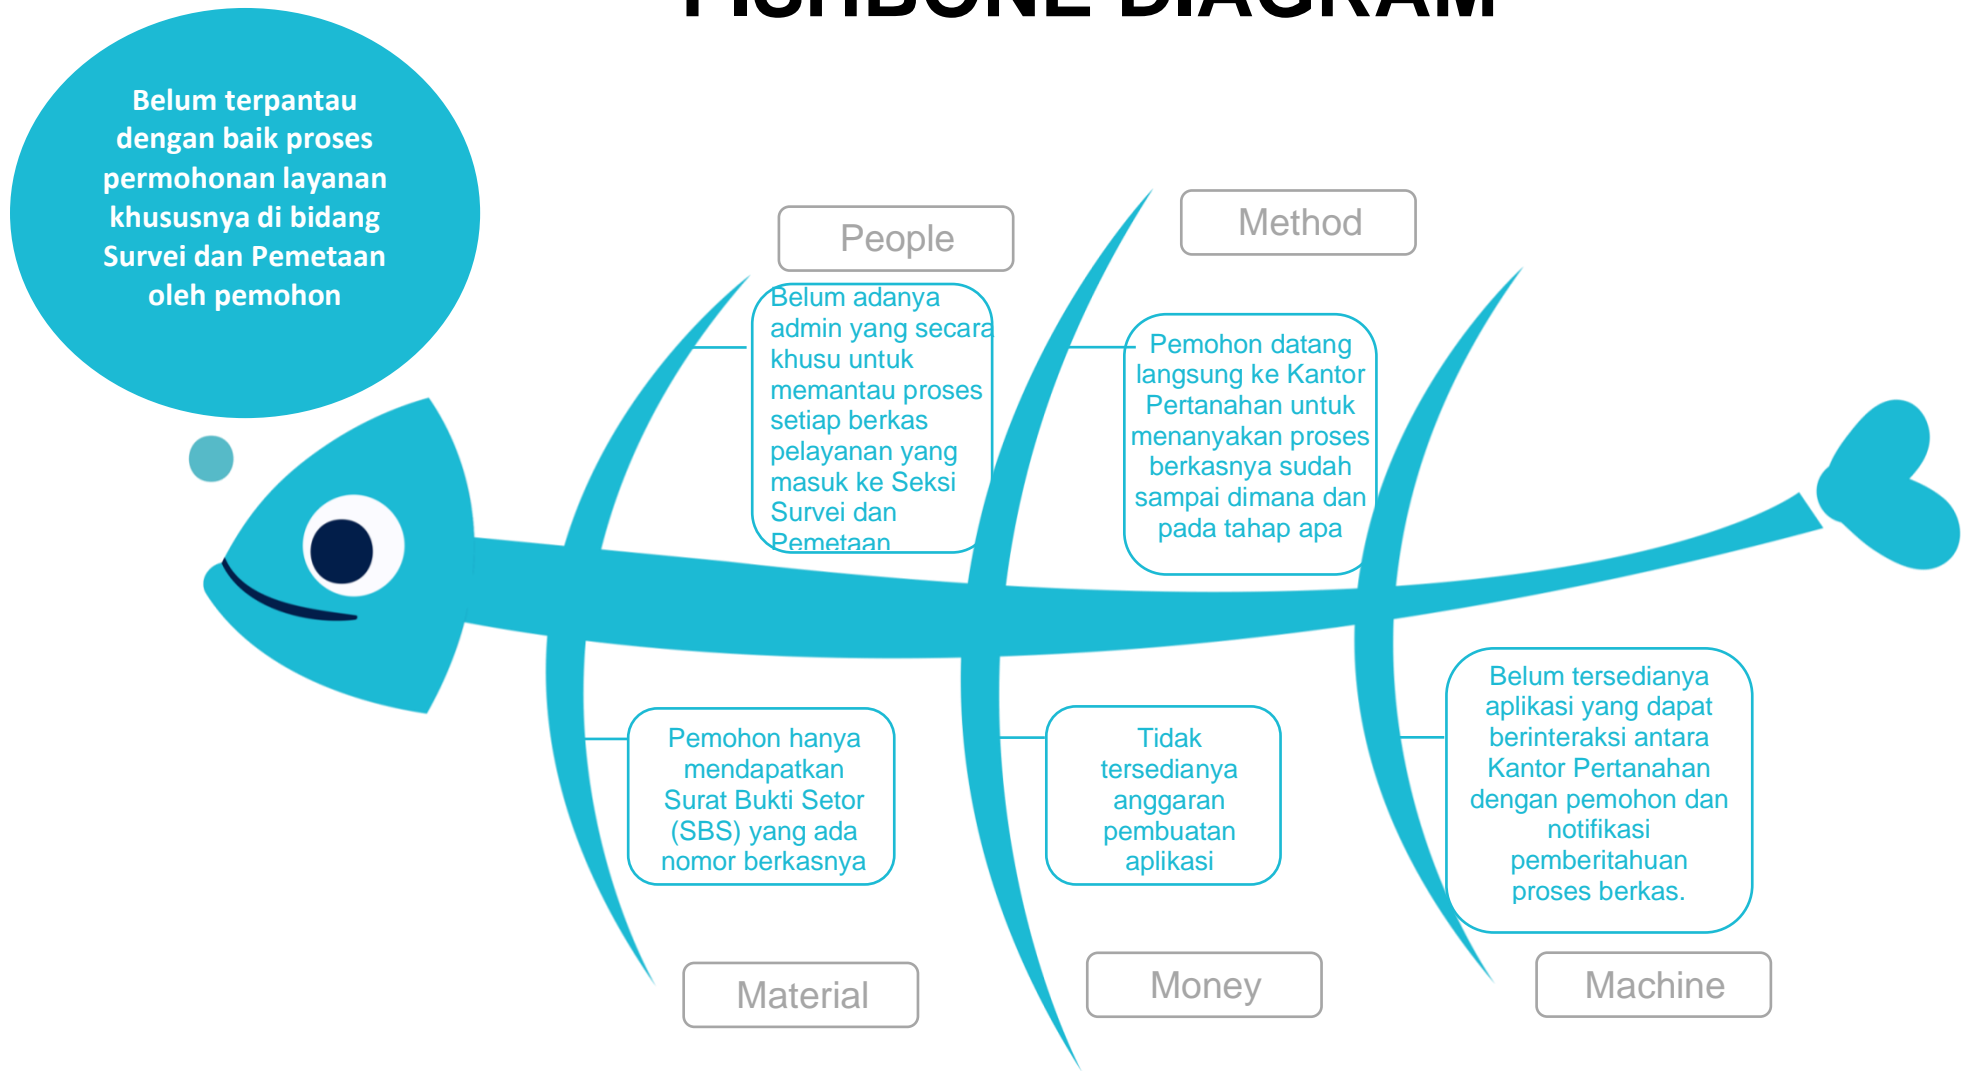 FISHBONE DIAGRAM
Belum terpantau
dengan baik proses
permohonan layanan
khususnya di bidang
Survei dan Pemetaan
oleh pemohon
People
Belum adanya
admin yang secara
khusu untuk
memantau proses
setiap berkas
pelayanan yang
masuk ke Seksi
Survei dan
Pemetaan
Method
Pemohon datang
langsung ke Kantor
Pertanahan untuk
menanyakan proses
berkasnya sudah
sampai dimana dan
pada tahap apa
Pemohon hanya
mendapatkan
Surat Bukti Setor
(SBS) yang ada
nomor berkasnya
Material
Tidak
tersedianya
anggaran
pembuatan
aplikasi
Money
Belum tersedianya
aplikasi yang dapat
berinteraksi antara
Kantor Pertanahan
dengan pemohon dan
notifikasi
pemberitahuan
proses berkas.
Machine